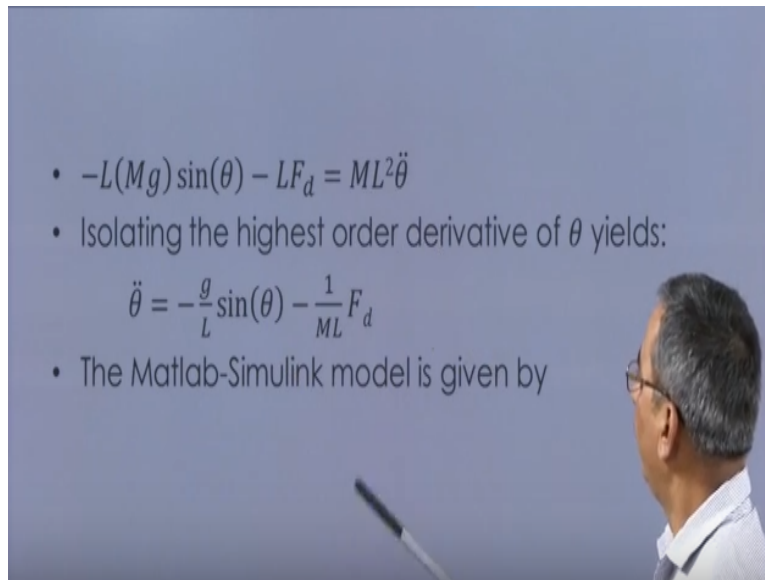 • −L(Mg) sin(θ) − LF_d = ML²θ̈
• Isolating the highest order derivative of θ yields:
θ̈ = −g/L sin(θ) − 1/ML F_d
• The Matlab-Simulink model is given by